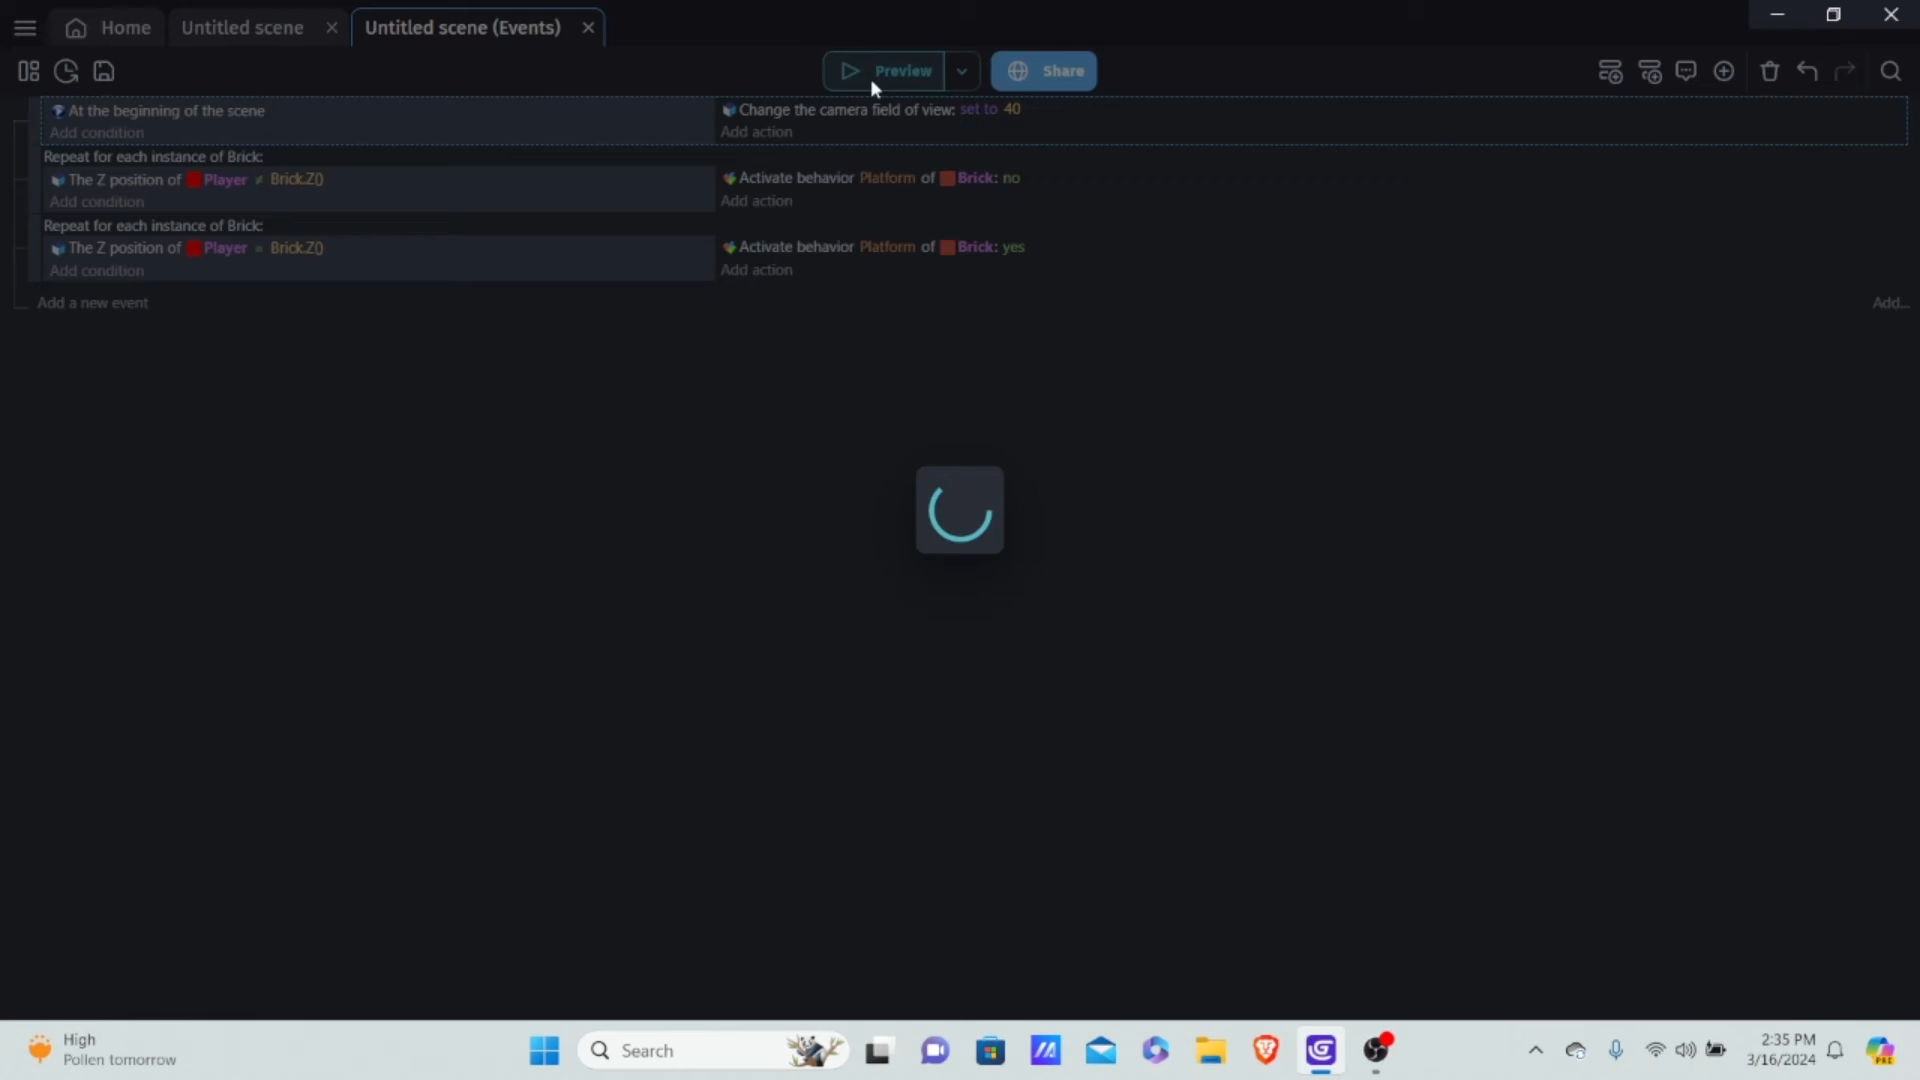 Home
Untitled scene
Untitled scene (Events)
Preview
Share
At the beginning of the scene
Change the camera field of view: set to 40
Add condition
Add action
Repeat for each instance of Brick:
The Z position of Player ≠ Brick.Z()
Activate behavior Platform of Brick: no
Add condition
Add action
Repeat for each instance of Brick:
The Z position of Player = Brick.Z()
Activate behavior Platform of Brick: yes
Add condition
Add action
Add a new event
Add...
High
Pollen tomorrow
Search
2:35 PM
3/16/2024
PRE